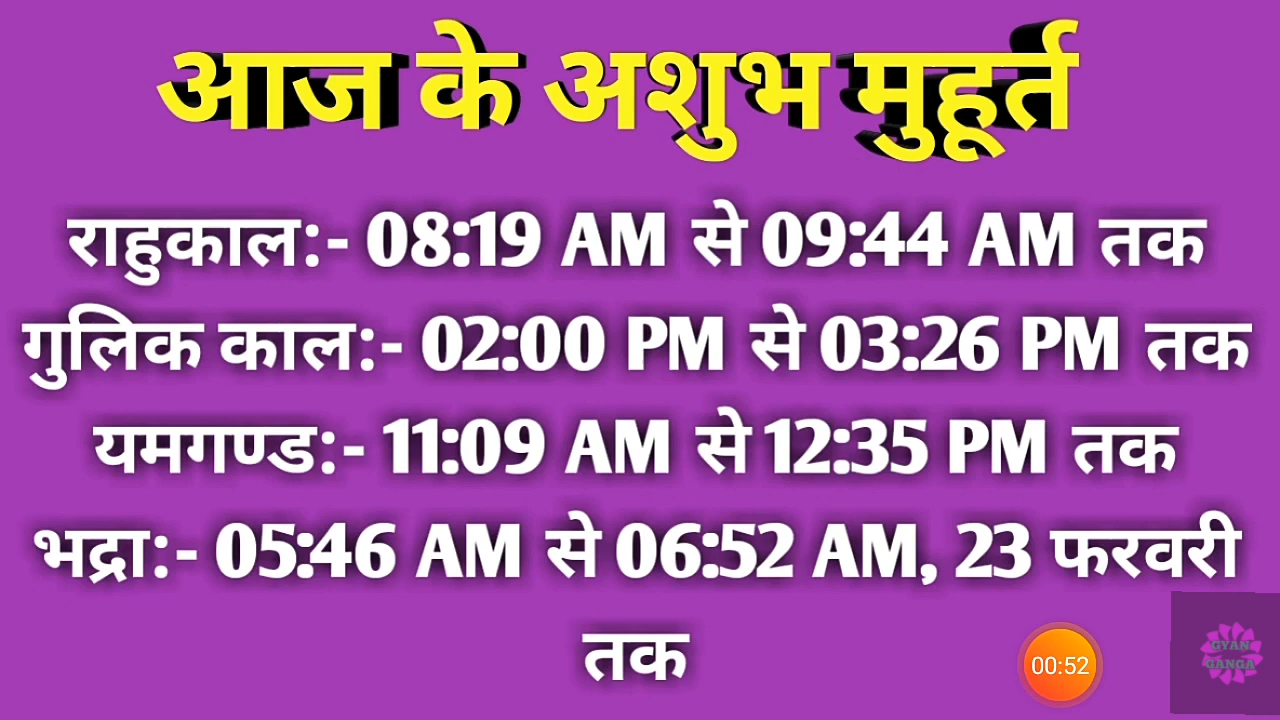 आज के अशुभ मुहूर्त
राहुकाल:- 08:19 AM से 09:44 AM तक
गुलिक काल:- 02:00 PM से 03:26 PM तक
यमगण्ड:- 11:09 AM से 12:35 PM तक
भद्रा:- 05:46 AM से 06:52 AM, 23 फरवरी
तक
00:52
GYAN
GANGA